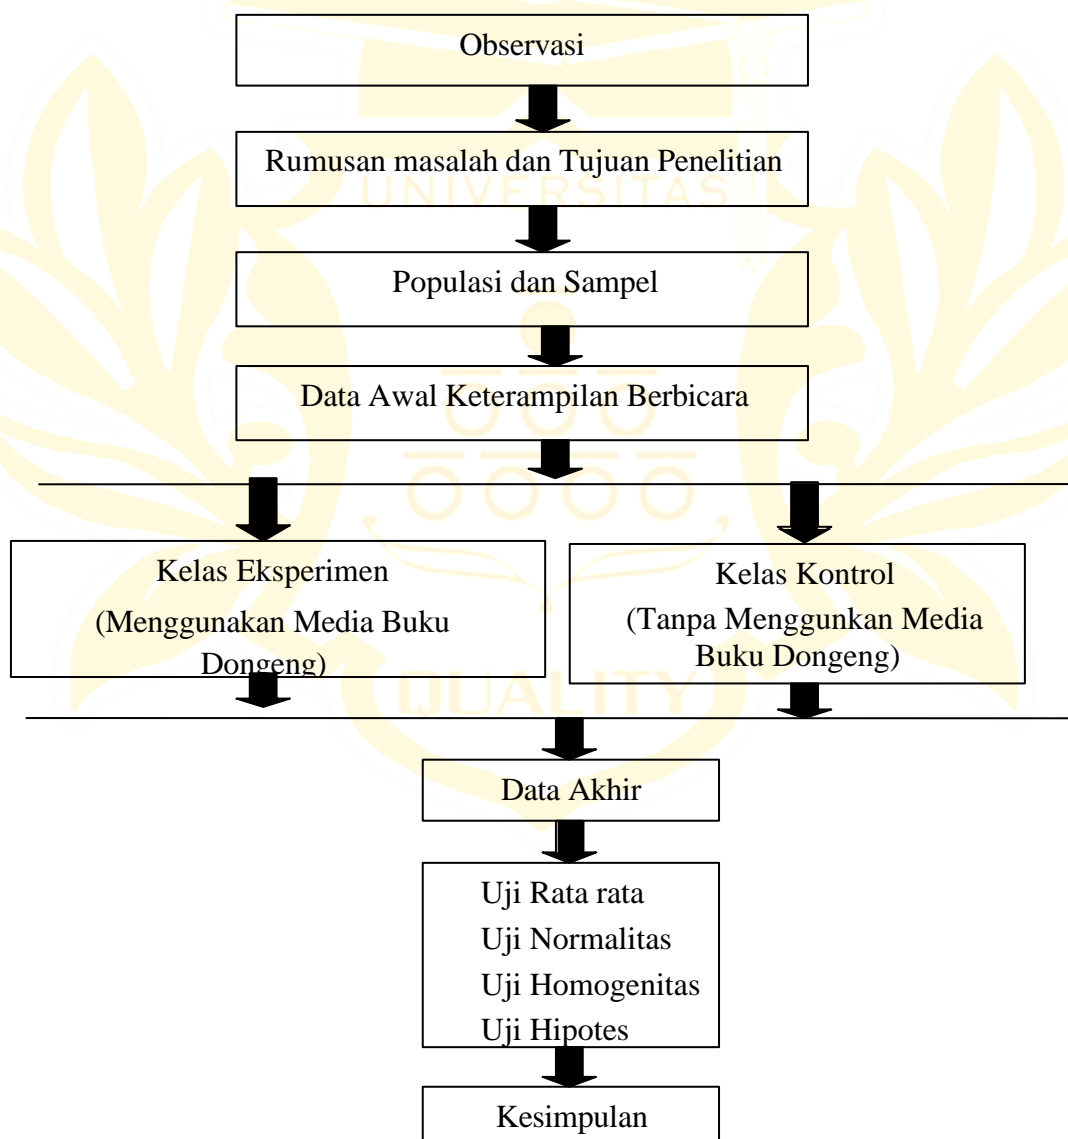 Observasi
Rumusan masalah dan Tujuan Penelitian
UNIVERSITAS
Populasi dan Sampel
Data Awal Keterampilan Berbicara
Kelas Eksperimen
(Menggunakan Media Buku
Dongeng)
Kelas Kontrol
(Tanpa Menggunkan Media
Buku Dongeng)
QUALITY
Data Akhir
Uji Rata rata
Uji Normalitas
Uji Homogenitas
Uji Hipotes
Kesimpulan